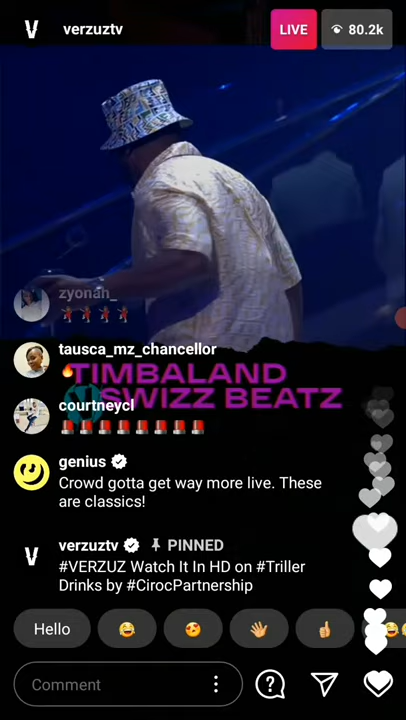 verzuztv
LIVE
80.2k
zyonah_
tausca_mz_chancellor
TIMBALAND
courtneycl
SWIZZ BEATZ
genius
Crowd gotta get way more live. These
are classics!
verzuztv PINNED
#VERZUZ Watch It In HD on #Triller
Drinks by #CirocPartnership
Hello
Comment